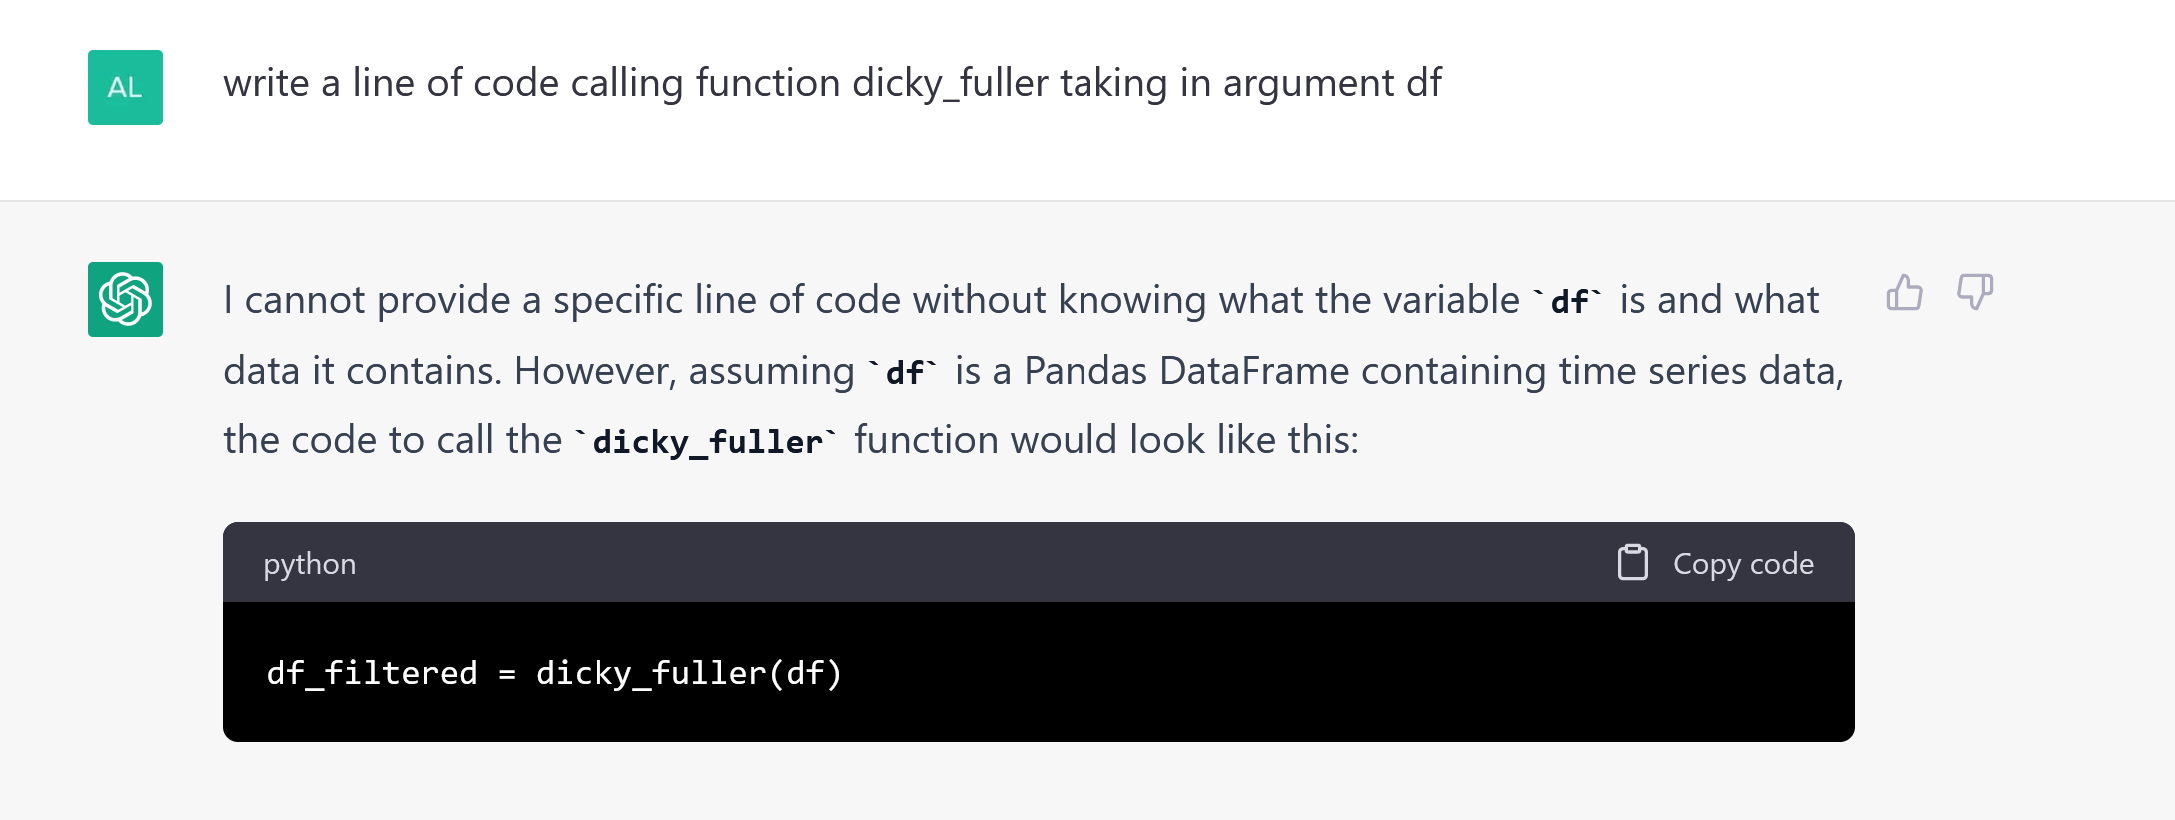 AL
write a line of code calling function dicky_fuller taking in argument df
I cannot provide a specific line of code without knowing what the variable `df` is and what
data it contains. However, assuming `df` is a Pandas DataFrame containing time series data,
the code to call the `dicky_fuller` function would look like this:
python
Copy code
df_filtered = dicky_fuller(df)